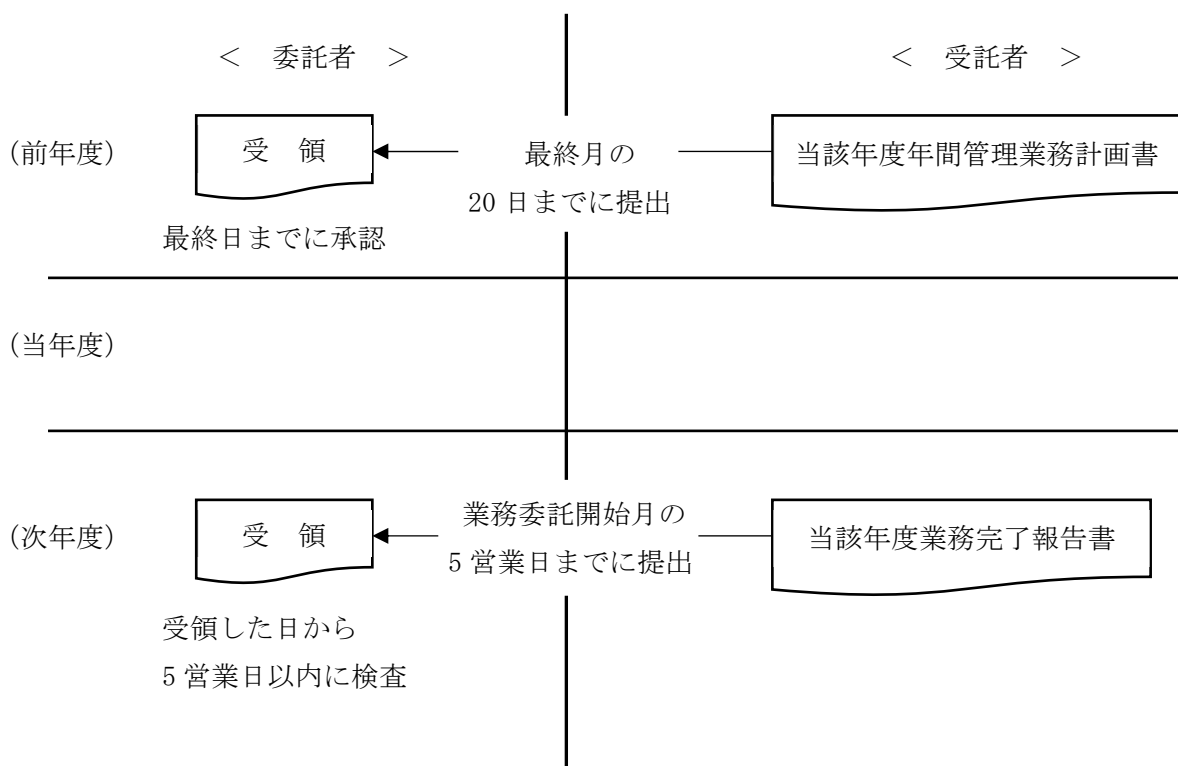 < 委託者 >
< 受託者 >
(前年度)
受 領
最終月の
20 日までに提出
当該年度年間管理業務計画書
最終日までに承認
(当年度)
(次年度)
受 領
業務委託開始月の
5 営業日までに提出
当該年度業務完了報告書
受領した日から
5 営業日以内に検査